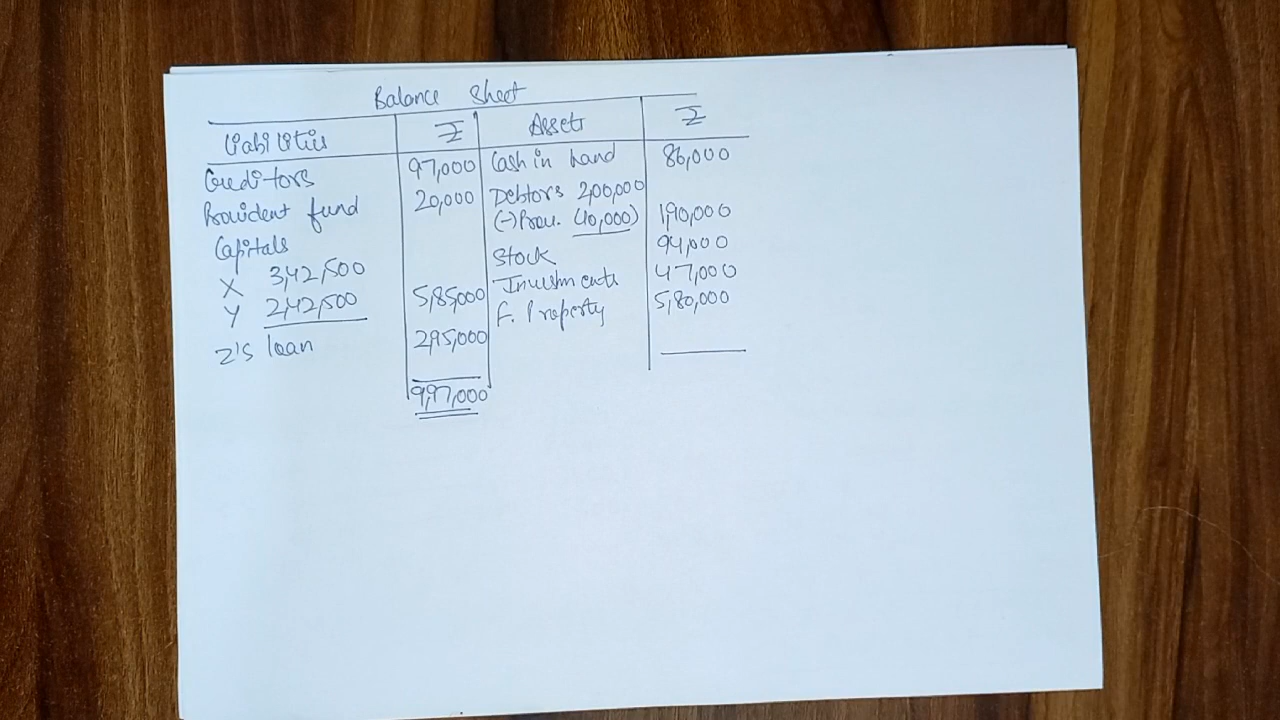 Balance Sheet
Liabilities ₹ Assets ₹
Creditors 97,000 Cash in hand 86,000
Provident fund 20,000 Debtors 2,00,000
(-) Prov. (10,000) 1,90,000
Capitals Stock 94,000
X 3,42,500 Investments 47,000
Y 2,42,500 5,85,000 F. Property 5,80,000
Z's loan 2,95,000
9,97,000